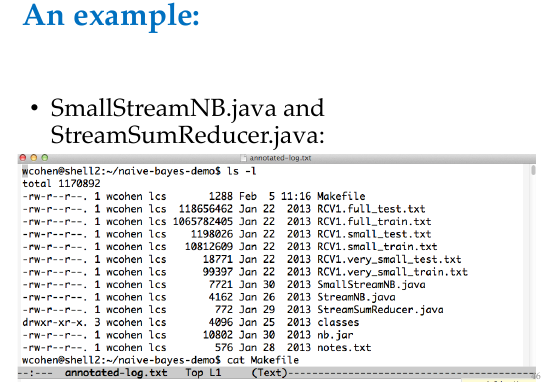 An example:
• SmallStreamNB.java and
StreamSumReducer.java:
annotated-log.txt
wcohen@shell2:~/naive-bayes-demo$ ls -l
total 1170892
-rw-r--r--. 1 wcohen lcs 1288 Feb 5 11:16 Makefile
-rw-r--r--. 1 wcohen lcs 118656462 Jan 22 2013 RCV1.full_test.txt
-rw-r--r--. 1 wcohen lcs 1065782405 Jan 22 2013 RCV1.full_train.txt
-rw-r--r--. 1 wcohen lcs 1198026 Jan 22 2013 RCV1.small_test.txt
-rw-r--r--. 1 wcohen lcs 10812609 Jan 22 2013 RCV1.small_train.txt
-rw-r--r--. 1 wcohen lcs 18771 Jan 22 2013 RCV1.very_small_test.txt
-rw-r--r--. 1 wcohen lcs 99397 Jan 22 2013 RCV1.very_small_train.txt
-rw-r--r--. 1 wcohen lcs 7721 Jan 30 2013 SmallStreamNB.java
-rw-r--r--. 1 wcohen lcs 4162 Jan 26 2013 StreamNB.java
-rw-r--r--. 1 wcohen lcs 772 Jan 29 2013 StreamSumReducer.java
drwxr-xr-x. 3 wcohen lcs 4096 Jan 25 2013 classes
-rw-r--r--. 1 wcohen lcs 10802 Jan 30 2013 nb.jar
-rw-r--r--. 1 wcohen lcs 576 Jan 28 2013 notes.txt
wcohen@shell2:~/naive-bayes-demo$ cat Makefile
--:--- annotated-log.txt Top L1 (Text)--------------------------------